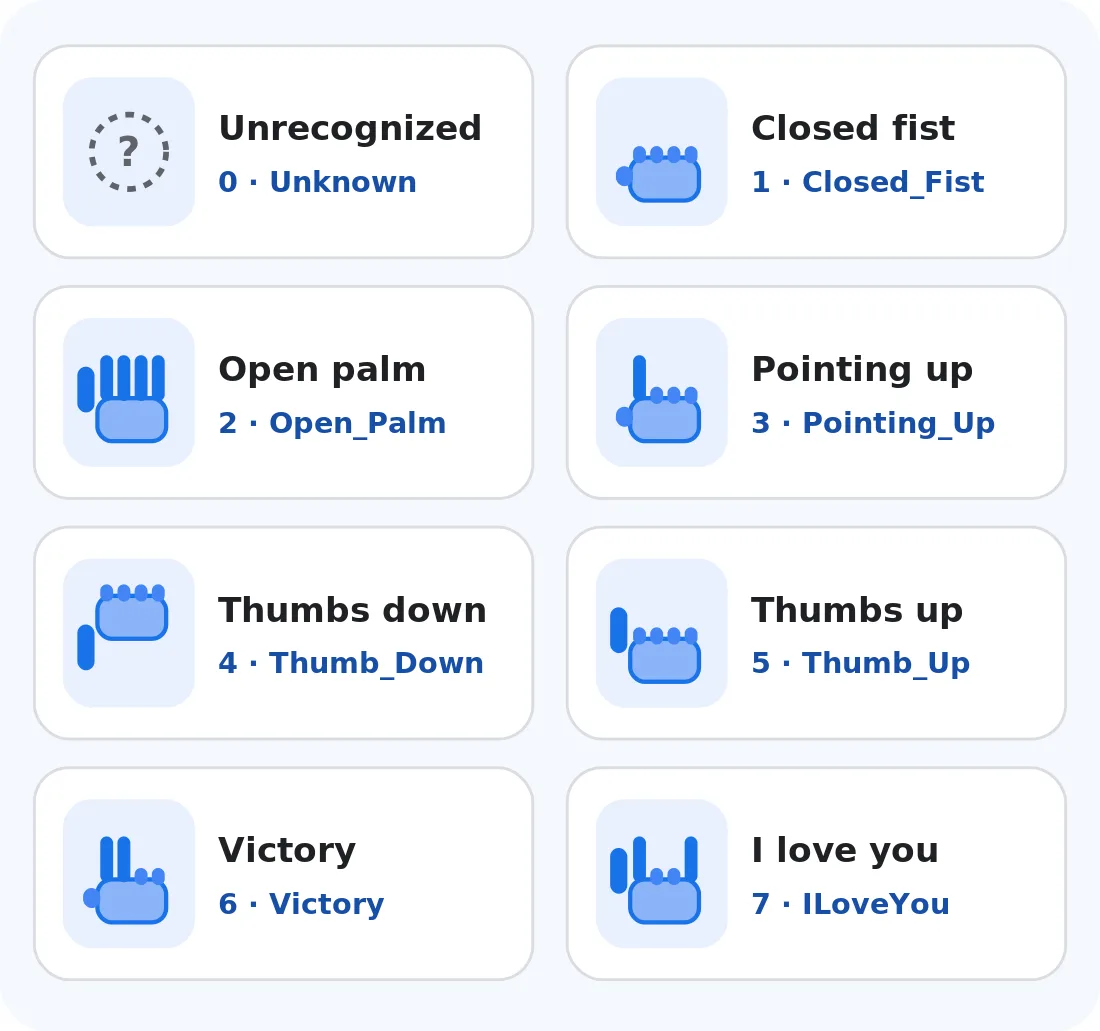 ?
Unrecognized
0 · Unknown
Closed fist
1 · Closed_Fist
Open palm
2 · Open_Palm
Pointing up
3 · Pointing_Up
Thumbs down
4 · Thumb_Down
Thumbs up
5 · Thumb_Up
Victory
6 · Victory
I love you
7 · ILoveYou